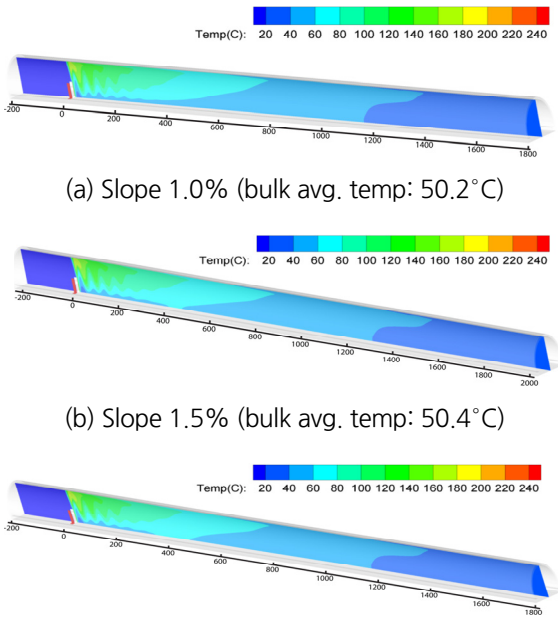 Temp(C): 20 40 60 80 100 120 140 160 180 200 220 240
-200 0 200 400 600 800 1000 1200 1400 1600 1800
(a) Slope 1.0% (bulk avg. temp: 50.2°C)
Temp(C): 20 40 60 80 100 120 140 160 180 200 220 240
-200 0 200 400 600 800 1000 1200 1400 1600 1800 2000
(b) Slope 1.5% (bulk avg. temp: 50.4°C)
Temp(C): 20 40 60 80 100 120 140 160 180 200 220 240
-200 0 200 400 600 800 1000 1200 1400 1600 1800